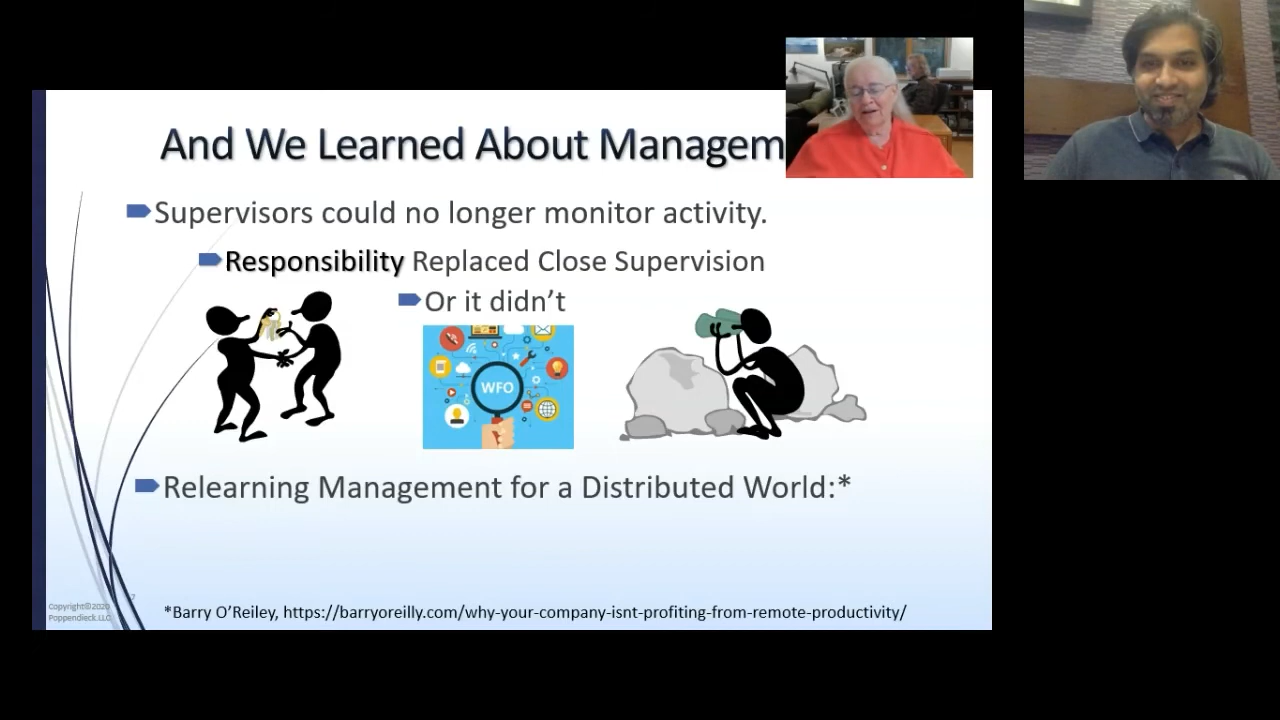 And We Learned About Managem
Supervisors could no longer monitor activity.
Responsibility Replaced Close Supervision
Or it didn't
WFO
Relearning Management for a Distributed World:*
Copyright©2020
Poppendieck.LLC
7
*Barry O'Reiley, https://barryoreilly.com/why-your-company-isnt-profiting-from-remote-productivity/